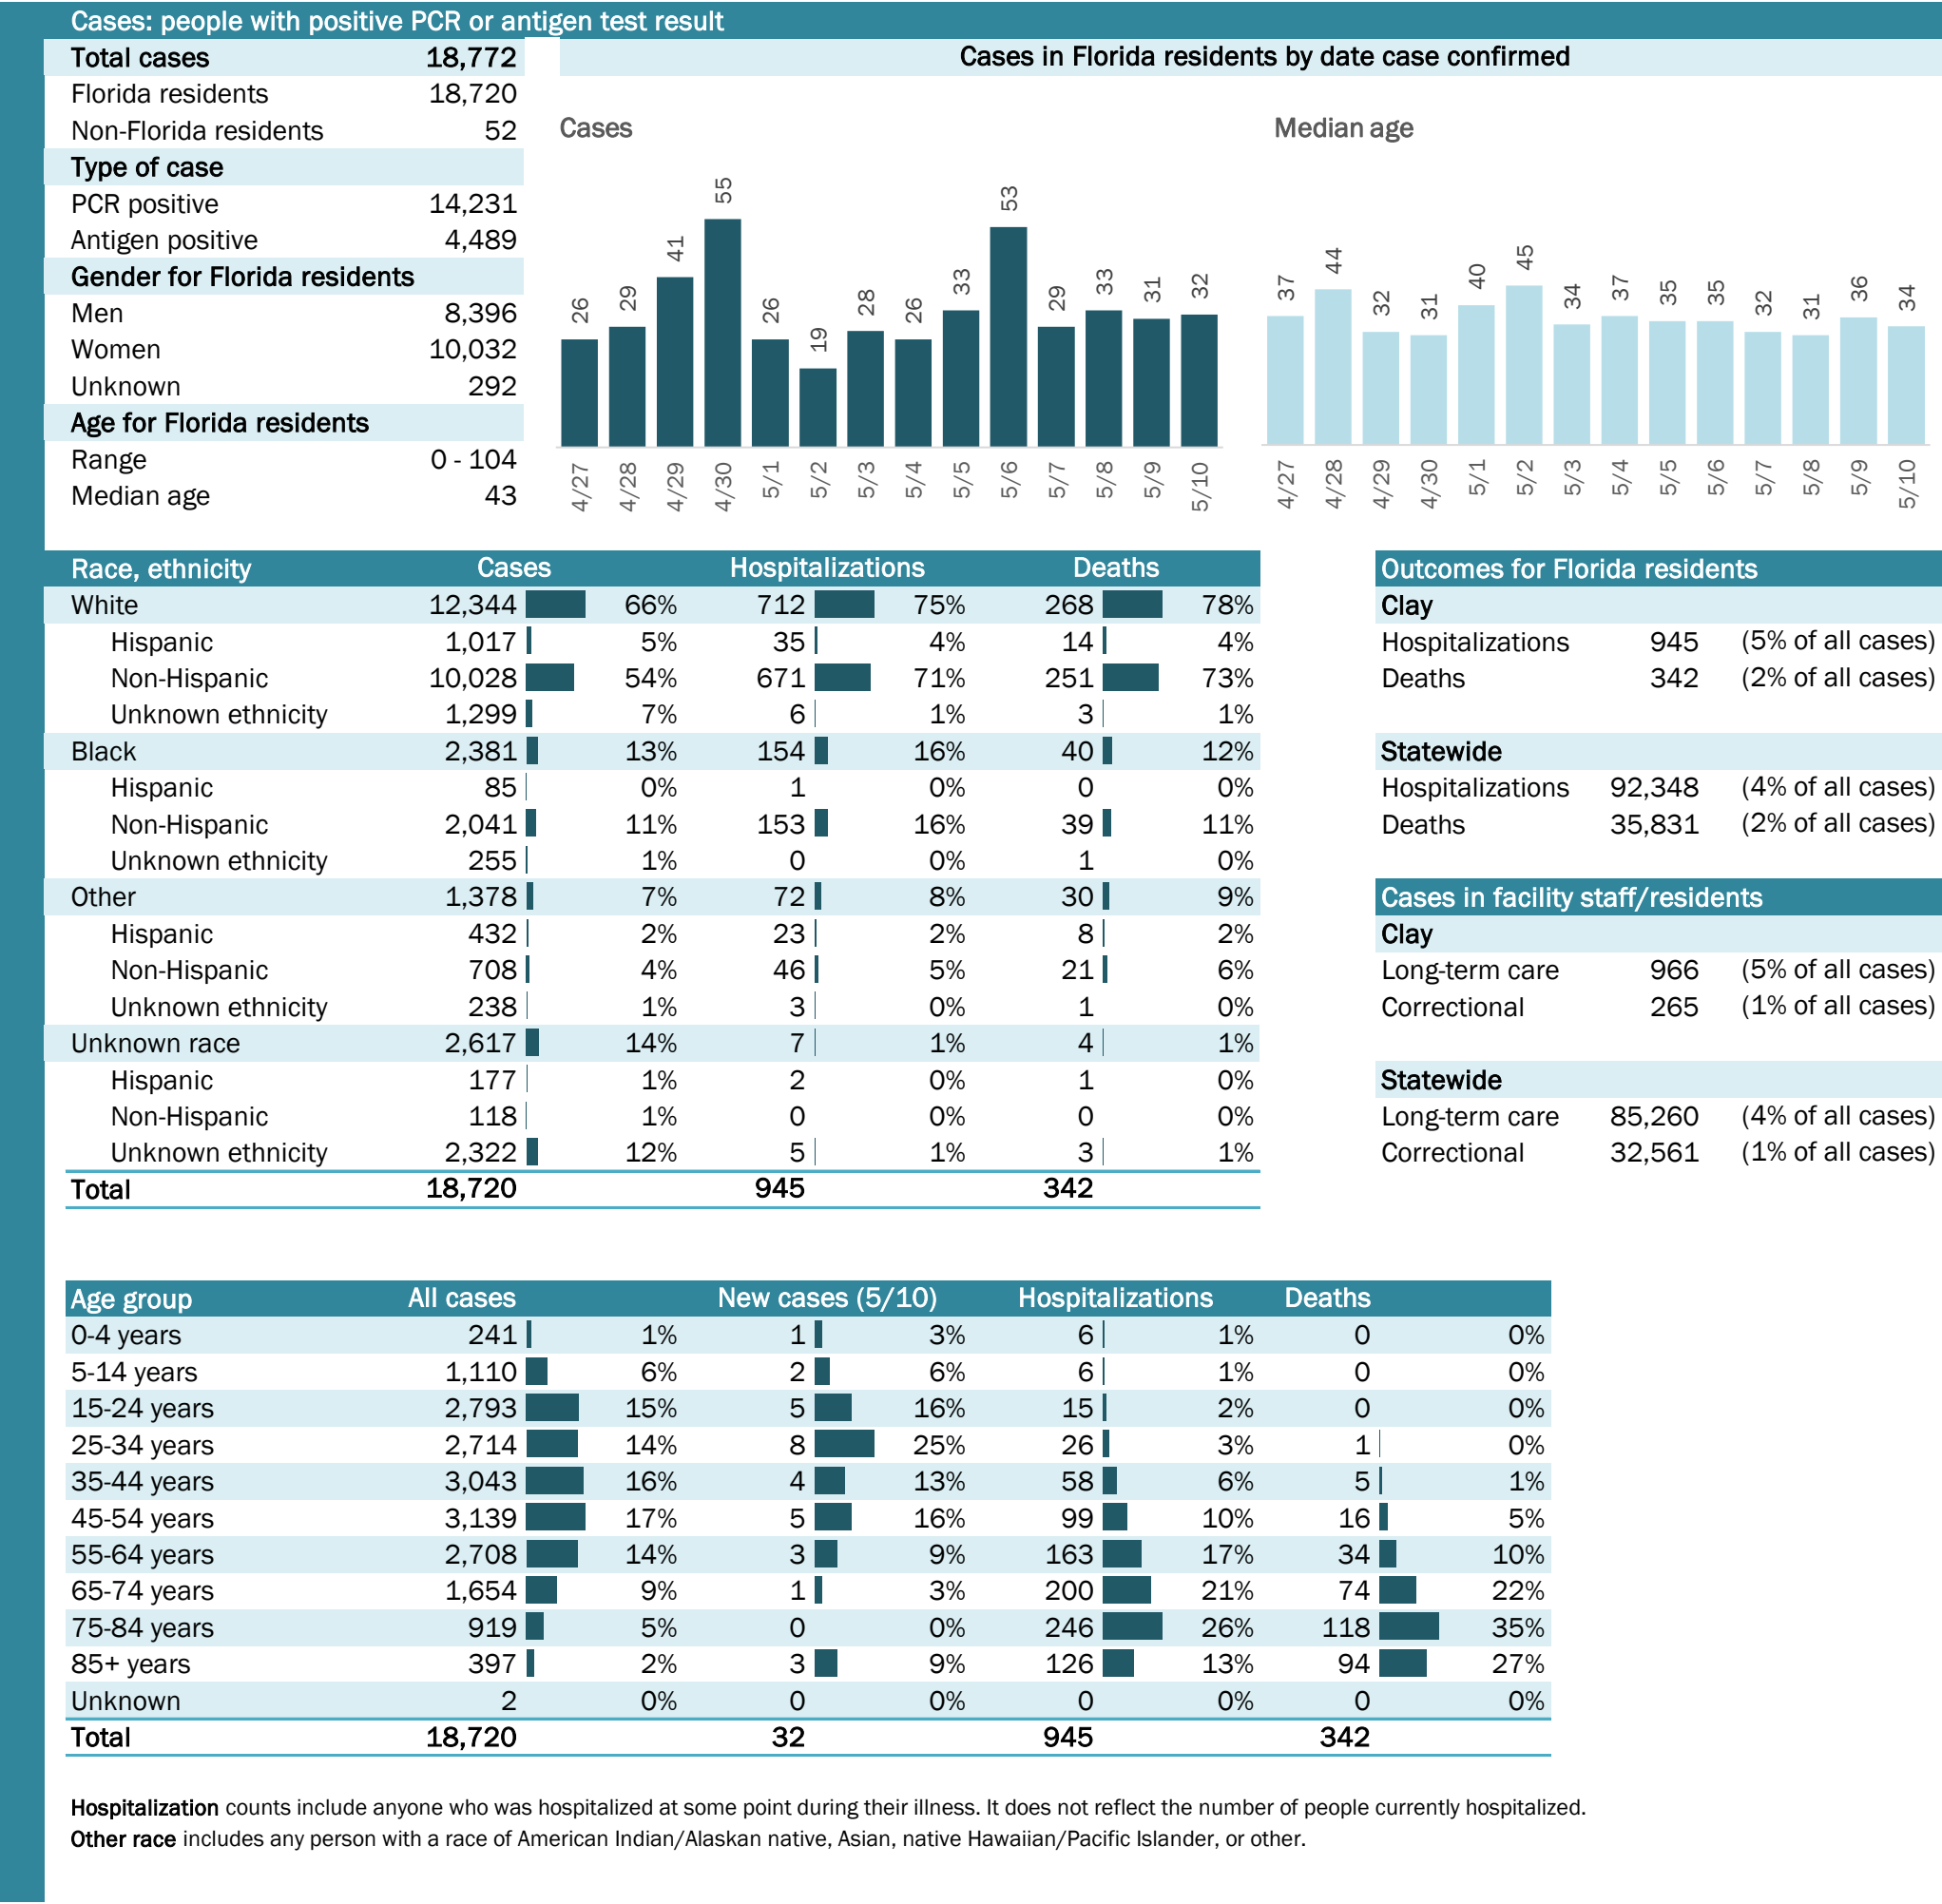 Cases: people with positive PCR or antigen test result
Total cases 18,772
Florida residents 18,720
Non-Florida residents 52
Type of case
PCR positive 14,231
Antigen positive 4,489
Gender for Florida residents
Men 8,396
Women 10,032
Unknown 292
Age for Florida residents
Range 0 - 104
Median age 43
Cases in Florida residents by date case confirmed
Cases
26 29 41 55 26 19 28 26 33 53 29 33 31 32
4/27 4/28 4/29 4/30 5/1 5/2 5/3 5/4 5/5 5/6 5/7 5/8 5/9 5/10
Median age
37 44 32 31 40 45 34 37 35 35 32 31 36 34
4/27 4/28 4/29 4/30 5/1 5/2 5/3 5/4 5/5 5/6 5/7 5/8 5/9 5/10
Race, ethnicity Cases Hospitalizations Deaths
White 12,344 66% 712 75% 268 78%
Hispanic 1,017 5% 35 4% 14 4%
Non-Hispanic 10,028 54% 671 71% 251 73%
Unknown ethnicity 1,299 7% 6 1% 3 1%
Black 2,381 13% 154 16% 40 12%
Hispanic 85 0% 1 0% 0 0%
Non-Hispanic 2,041 11% 153 16% 39 11%
Unknown ethnicity 255 1% 0 0% 1 0%
Other 1,378 7% 72 8% 30 9%
Hispanic 432 2% 23 2% 8 2%
Non-Hispanic 708 4% 46 5% 21 6%
Unknown ethnicity 238 1% 3 0% 1 0%
Unknown race 2,617 14% 7 1% 4 1%
Hispanic 177 1% 2 0% 1 0%
Non-Hispanic 118 1% 0 0% 0 0%
Unknown ethnicity 2,322 12% 5 1% 3 1%
Total 18,720 945 342
Outcomes for Florida residents
Clay
Hospitalizations 945 (5% of all cases)
Deaths 342 (2% of all cases)
Statewide
Hospitalizations 92,348 (4% of all cases)
Deaths 35,831 (2% of all cases)
Cases in facility staff/residents
Clay
Long-term care 966 (5% of all cases)
Correctional 265 (1% of all cases)
Statewide
Long-term care 85,260 (4% of all cases)
Correctional 32,561 (1% of all cases)
Age group All cases New cases (5/10) Hospitalizations Deaths
0-4 years 241 1% 1 3% 6 1% 0 0%
5-14 years 1,110 6% 2 6% 6 1% 0 0%
15-24 years 2,793 15% 5 16% 15 2% 0 0%
25-34 years 2,714 14% 8 25% 26 3% 1 0%
35-44 years 3,043 16% 4 13% 58 6% 5 1%
45-54 years 3,139 17% 5 16% 99 10% 16 5%
55-64 years 2,708 14% 3 9% 163 17% 34 10%
65-74 years 1,654 9% 1 3% 200 21% 74 22%
75-84 years 919 5% 0 0% 246 26% 118 35%
85+ years 397 2% 3 9% 126 13% 94 27%
Unknown 2 0% 0 0% 0 0% 0 0%
Total 18,720 32 945 342
Hospitalization counts include anyone who was hospitalized at some point during their illness. It does not reflect the number of people currently hospitalized.
Other race includes any person with a race of American Indian/Alaskan native, Asian, native Hawaiian/Pacific Islander, or other.